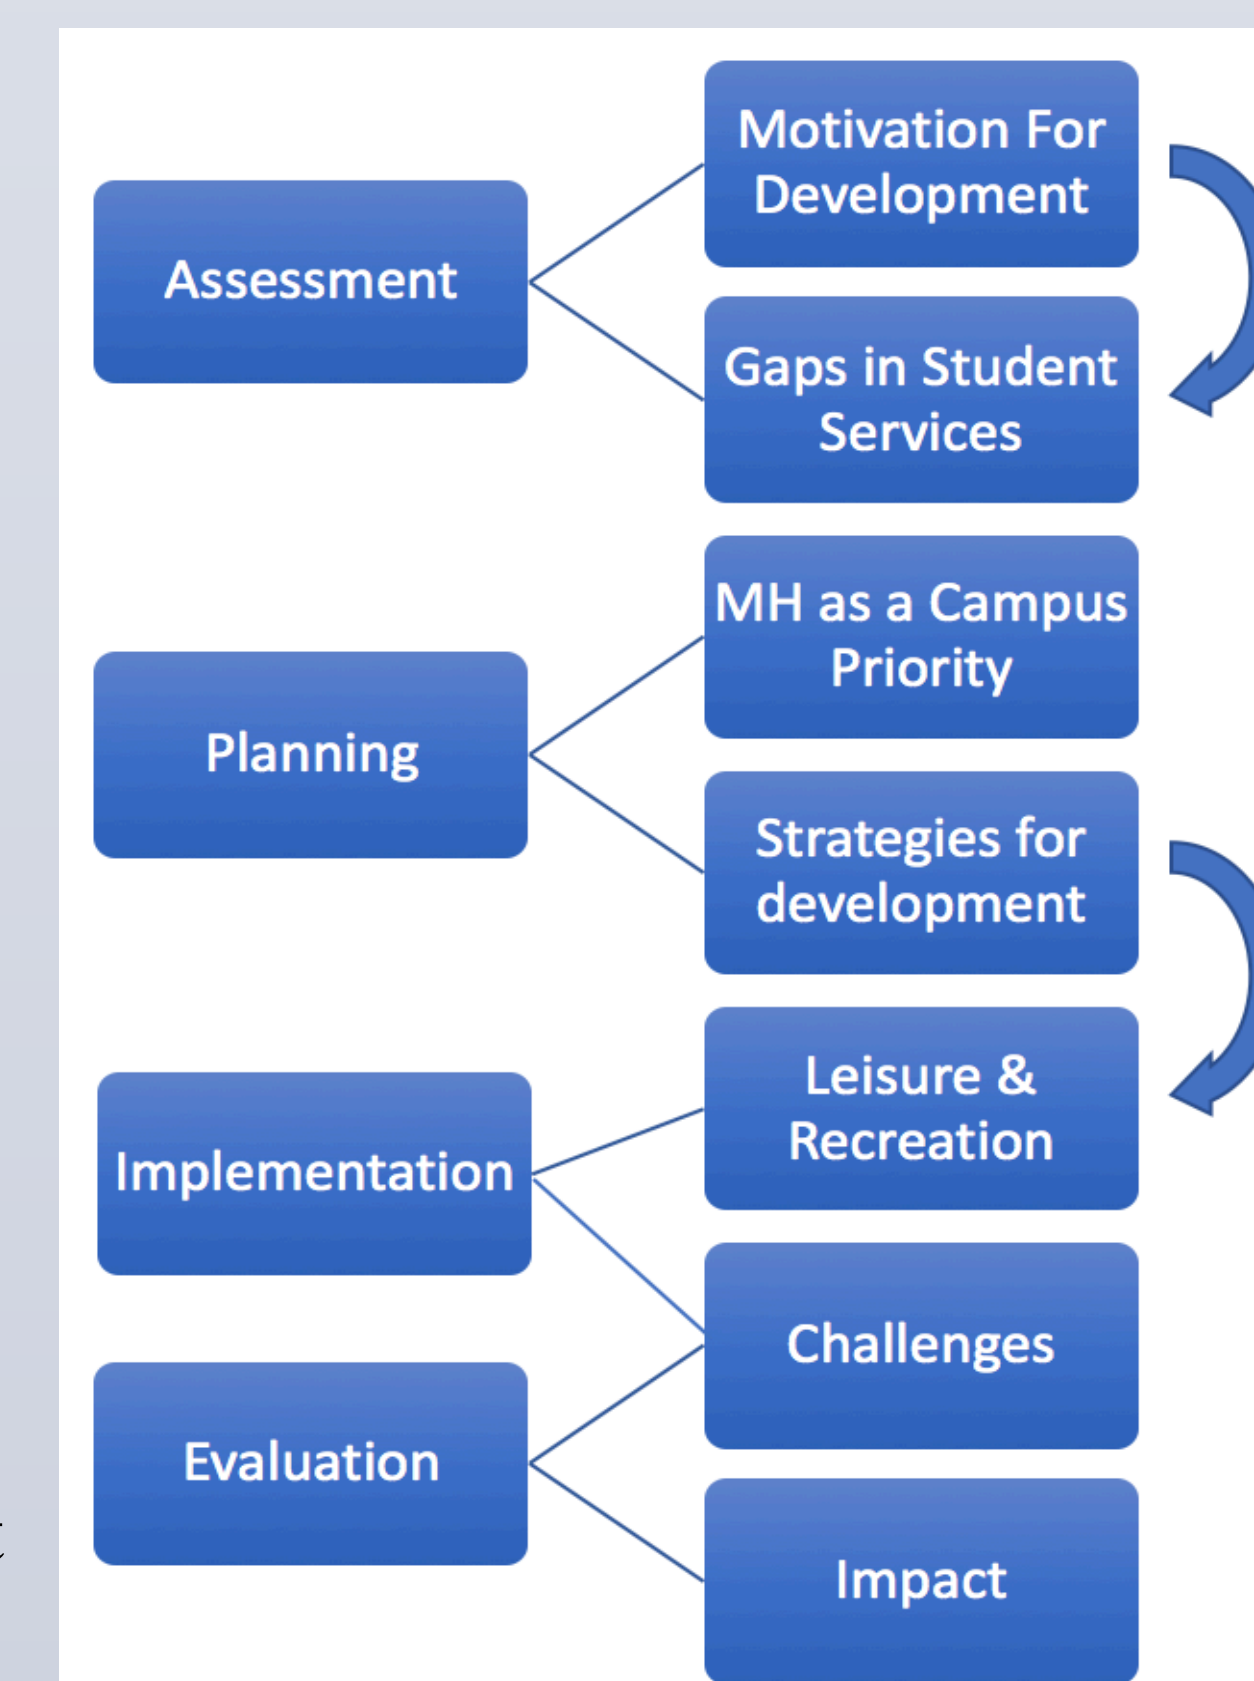 Motivation For
Development
Assessment
Gaps in Student
Services
MH as a Campus
Priority
Planning
Strategies for
development
Leisure &
Recreation
Implementation
Challenges
Evaluation
Impact